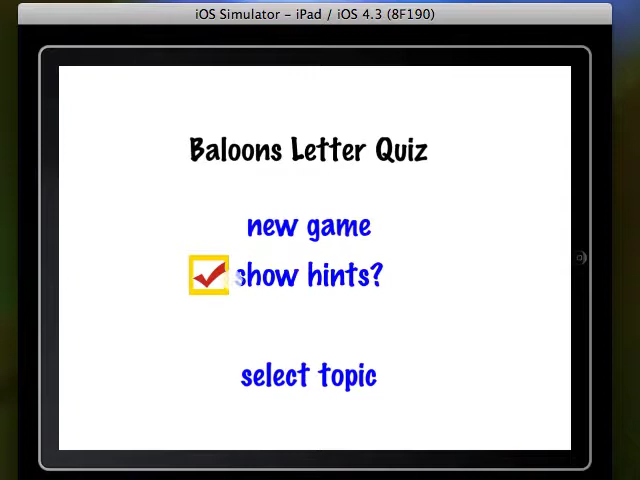 iOS Simulator - iPad / iOS 4.3 (8F190)
Baloons Letter Quiz
new game
show hints?
select topic